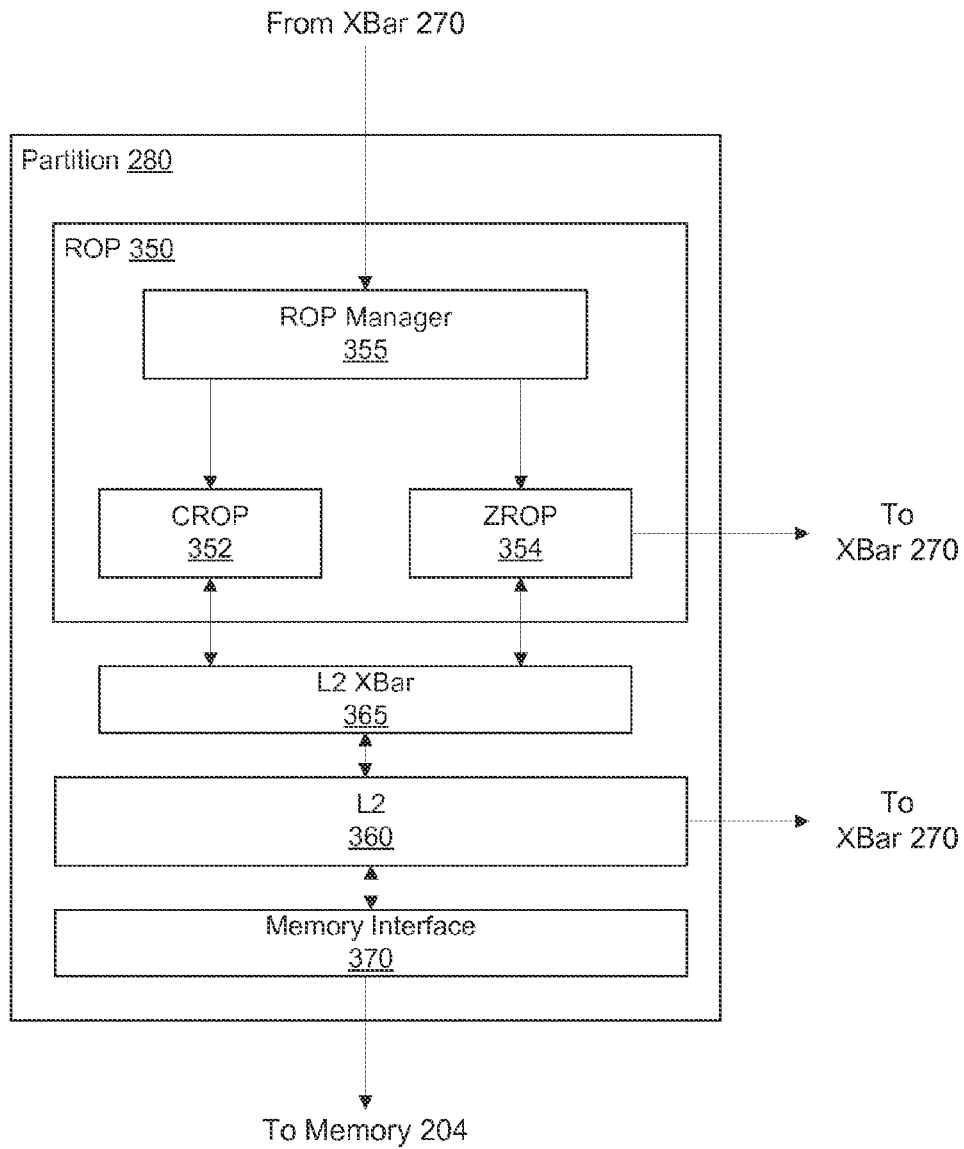 From XBar 270
Partition 280
ROP 350
ROP Manager
355
CROP
352
ZROP
354
To
XBar 270
L2 XBar
365
L2
360
To
XBar 270
Memory Interface
370
To Memory 204